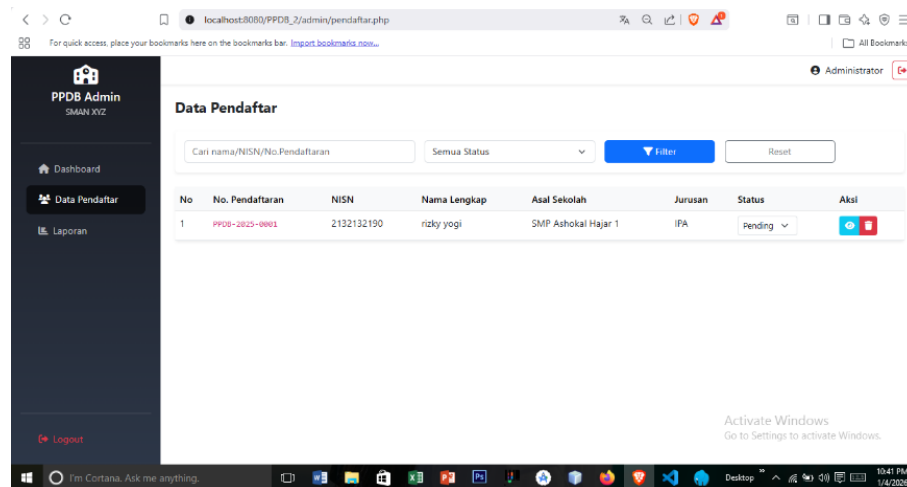 localhost:8080/PPDB_2/admin/pendaftar.php
For quick access, place your bookmarks here on the bookmarks bar. Import bookmarks now...
All Bookmarks
PPDB Admin
SMAN XYZ
Administrator
Data Pendaftar
Cari nama/NISN/No.Pendaftaran
Semua Status
Filter
Reset
Dashboard
Data Pendaftar
Laporan
No No. Pendaftaran NISN Nama Lengkap Asal Sekolah Jurusan Status Aksi
1 PPDB-2025-0001 2132132190 rizky yogi SMP Ashokal Hajar 1 IPA Pending
Logout
Activate Windows
Go to Settings to activate Windows.
I'm Cortana. Ask me anything.
Desktop
10:41 PM
1/4/2026